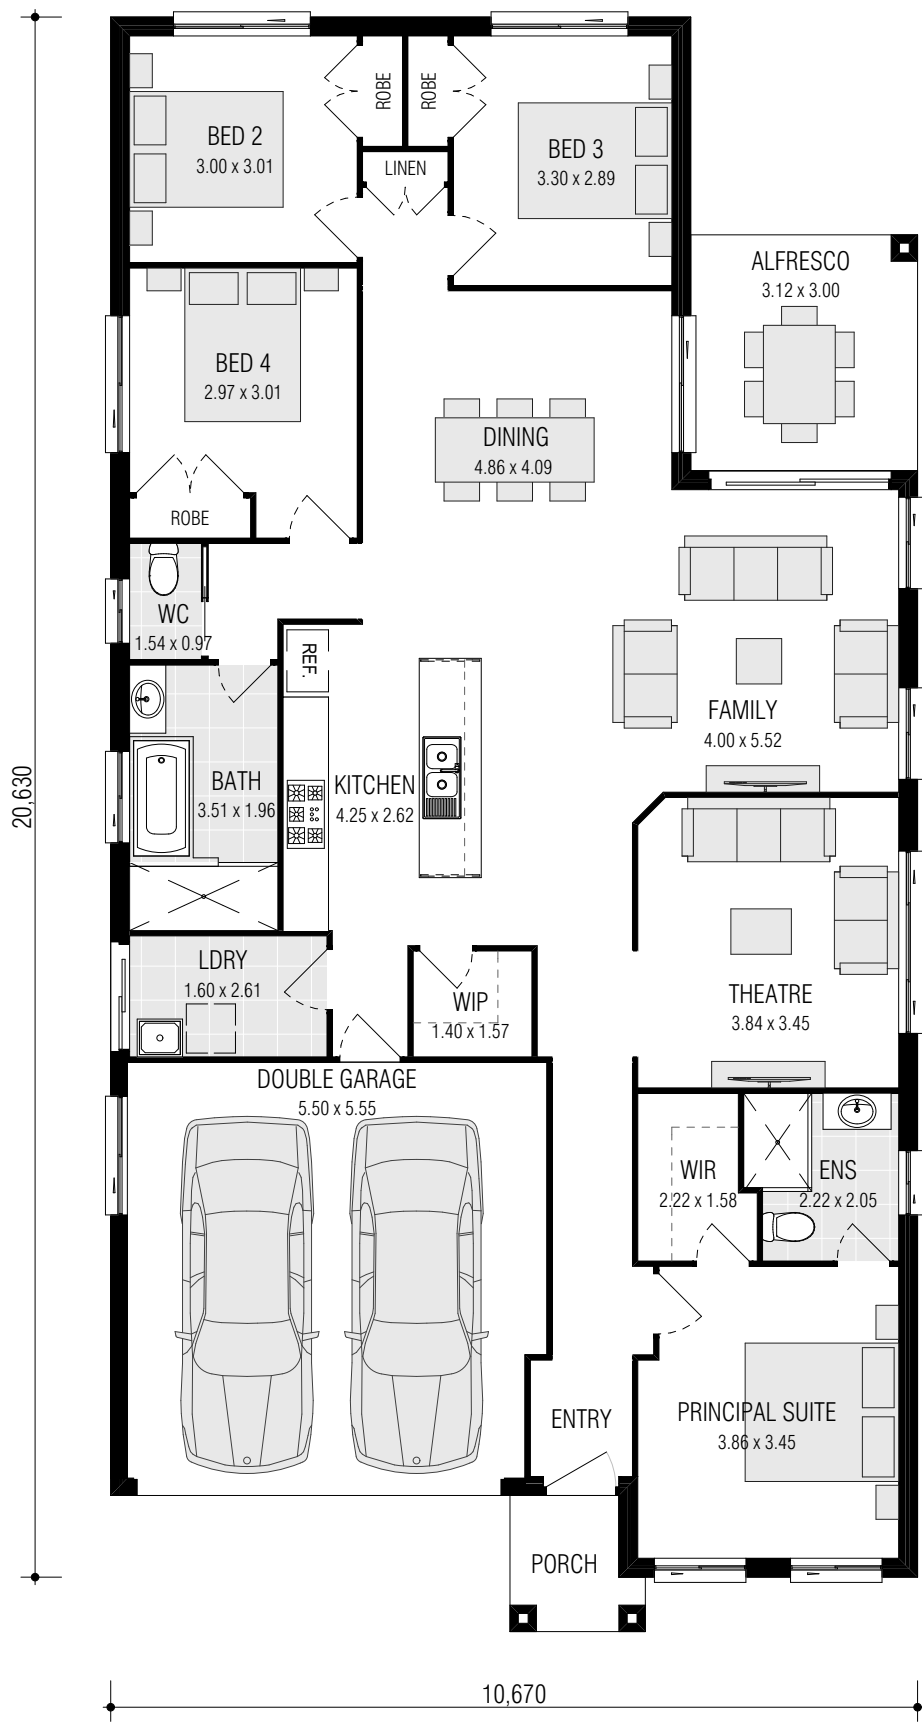 ROBE
ROBE
BED 2
3.00 x 3.01
BED 3
3.30 x 2.89
LINEN
ALFRESCO
3.12 x 3.00
BED 4
2.97 x 3.01
DINING
4.86 x 4.09
ROBE
WC
1.54 x 0.97
REF.
FAMILY
4.00 x 5.52
BATH
3.51 x 1.96
KITCHEN
4.25 x 2.62
20,630
LDRY
1.60 x 2.61
WIP
1.40 x 1.57
THEATRE
3.84 x 3.45
DOUBLE GARAGE
5.50 x 5.55
WIR
2.22 x 1.58
ENS
2.22 x 2.05
ENTRY
PRINCIPAL SUITE
3.86 x 3.45
PORCH
10,670